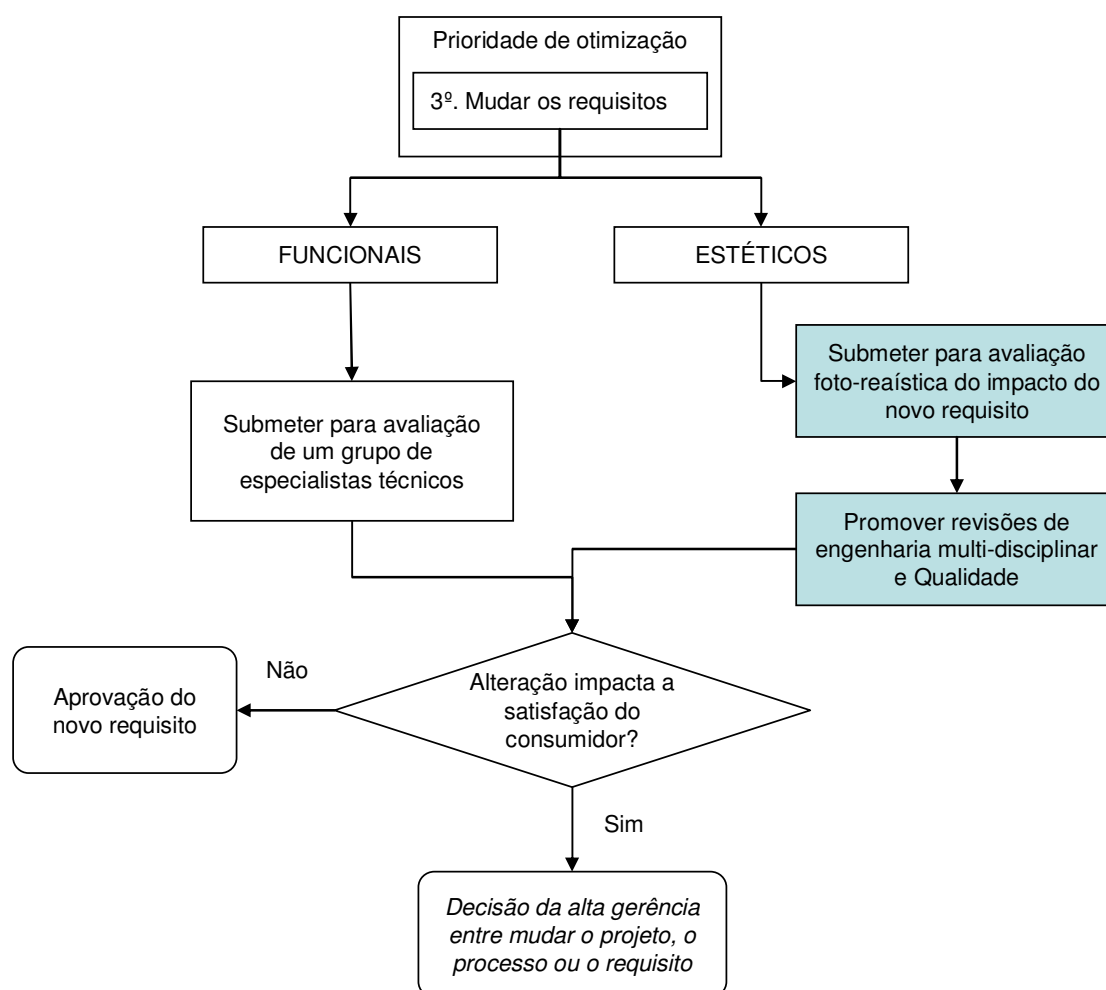 Prioridade de otimização
3º. Mudar os requisitos
FUNCIONAIS
ESTÉTICOS
Submeter para avaliação
foto-reaística do impacto do
novo requisito
Submeter para avaliação
de um grupo de
especialistas técnicos
Promover revisões de
engenharia multi-disciplinar
e Qualidade
Não
Aprovação do
novo requisito
Alteração impacta a
satisfação do
consumidor?
Sim
Decisão da alta gerência
entre mudar o projeto, o
processo ou o requisito